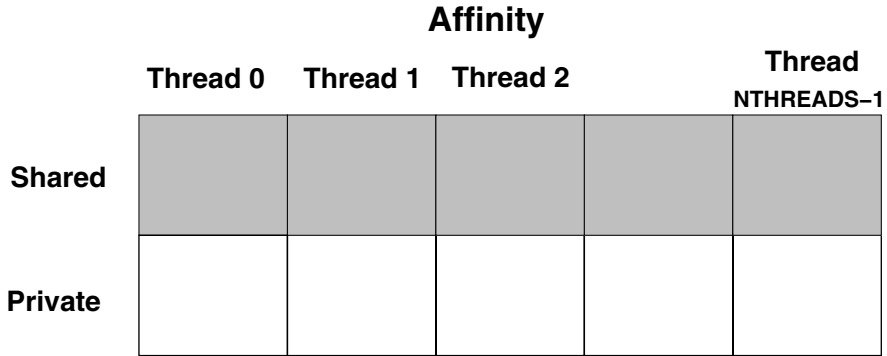 Affinity
Thread 0 Thread 1 Thread 2 Thread
NTHREADS–1
Shared
Private